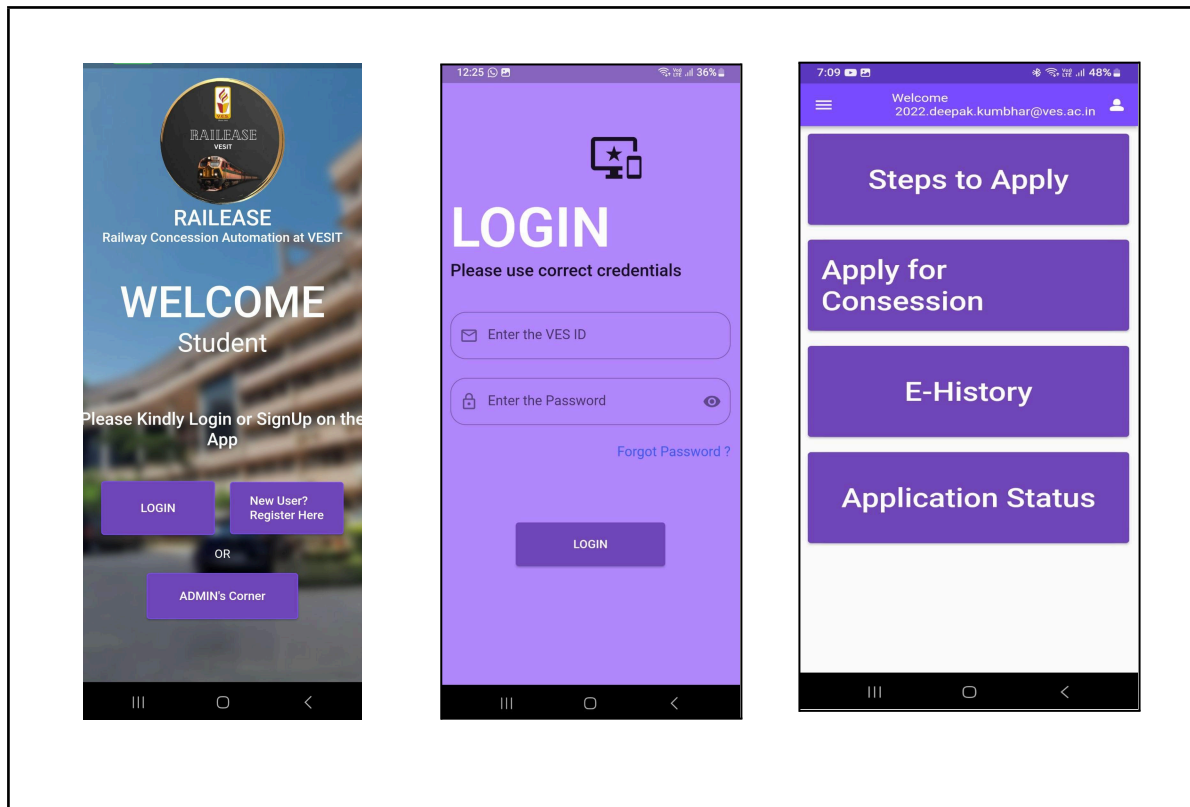 RAILEASE
VESIT
RAILEASE
Railway Concession Automation at VESIT
WELCOME
Student
Please Kindly Login or SignUp on the
App
LOGIN
New User?
Register Here
OR
ADMIN's Corner
12:25
36%
LOGIN
Please use correct credentials
Enter the VES ID
Enter the Password
Forgot Password ?
LOGIN
7:09
48%
Welcome
2022.deepak.kumbhar@ves.ac.in
Steps to Apply
Apply for
Consession
E-History
Application Status